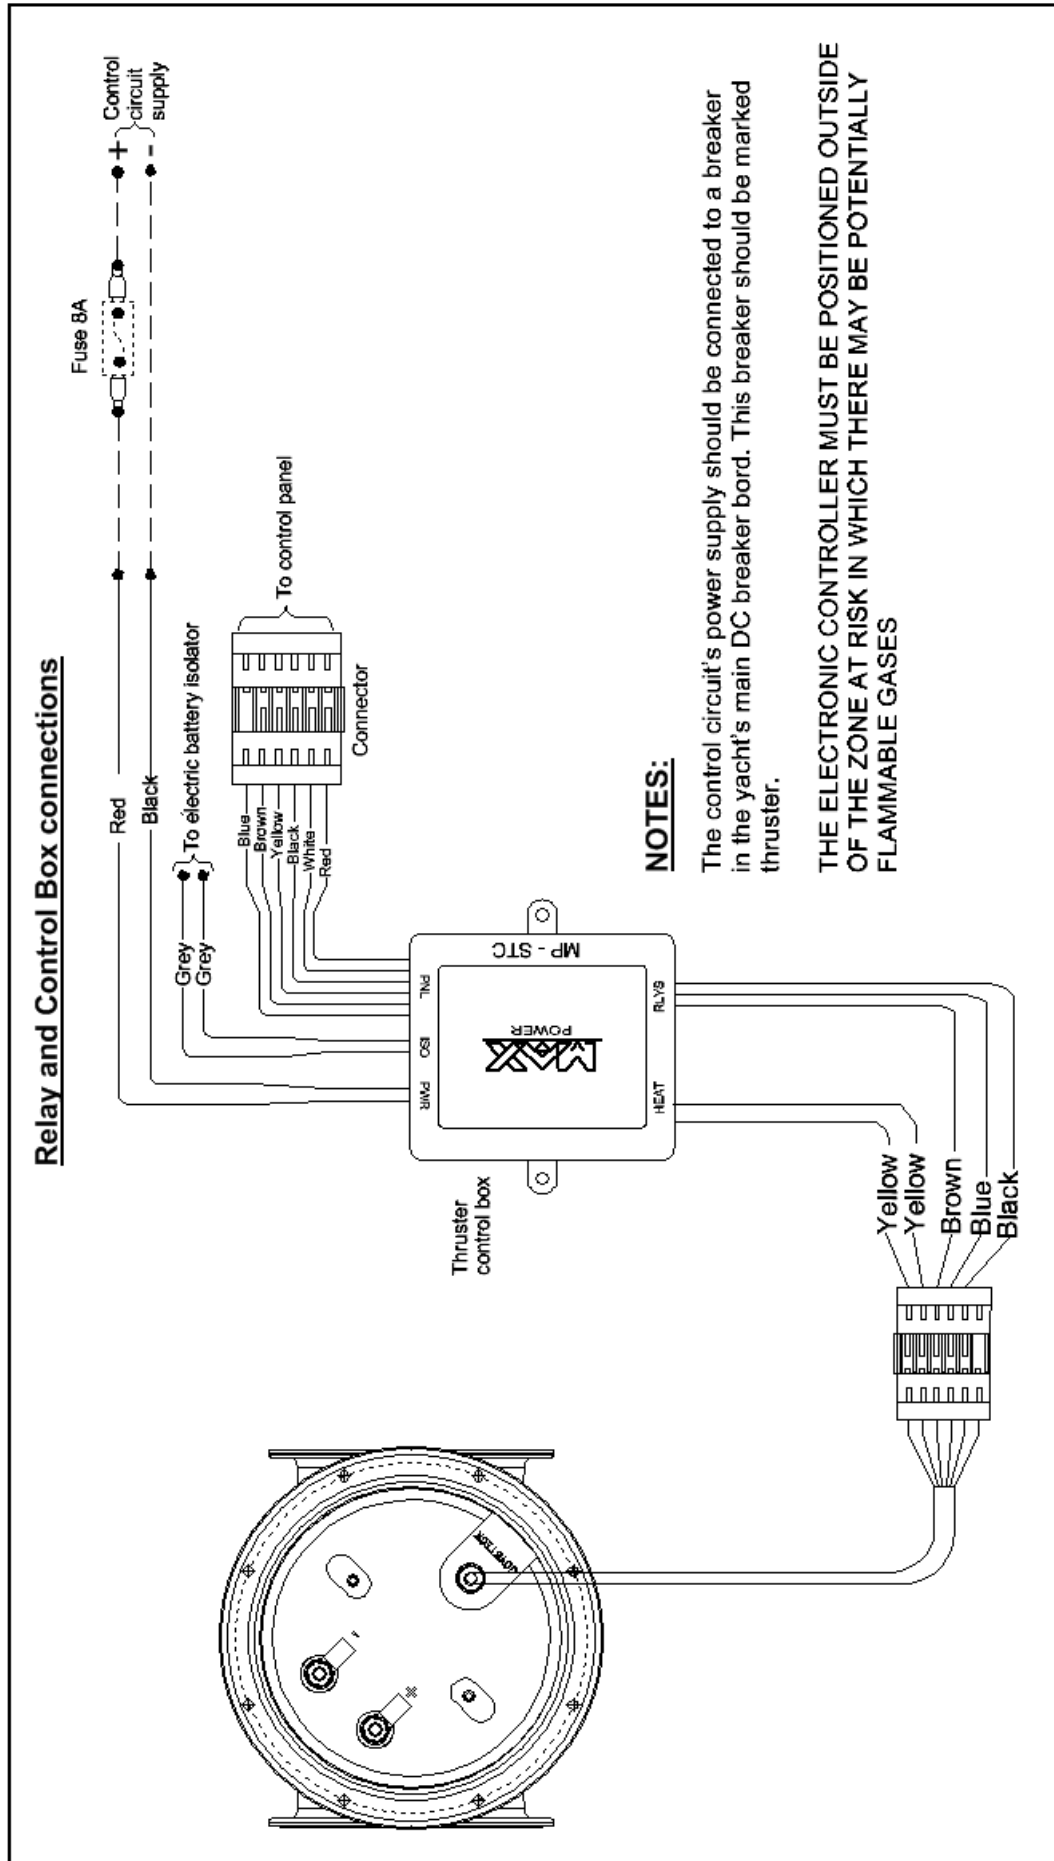 Relay and Control Box connections
Fuse 8A
+
-
Control
circuit
supply
Red
Black
To electric battery isolator
Grey
Grey
To control panel
Connector
Blue
Brown
Yellow
Black
White
Red
Thruster
control box
PWR
ISO
PNL
MAX
POWER
MP - STC
HEAT
RLYS
Yellow
Yellow
Brown
Blue
Black
JOYSTICK
NOTES:
The control circuit's power supply should be connected to a breaker
in the yacht's main DC breaker bord. This breaker should be marked
thruster.
THE ELECTRONIC CONTROLLER MUST BE POSITIONED OUTSIDE
OF THE ZONE AT RISK IN WHICH THERE MAY BE POTENTIALLY
FLAMMABLE GASES